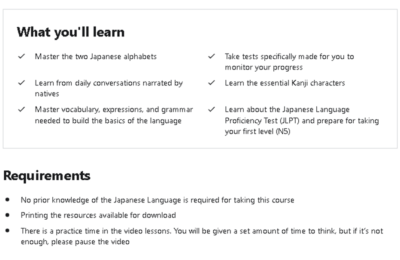 What you'll learn
Master the two Japanese alphabets
Take tests specifically made for you to
monitor your progress
Learn from daily conversations narrated by
natives
Learn the essential Kanji characters
Master vocabulary, expressions, and grammar
needed to build the basics of the language
Learn about the Japanese Language
Proficiency Test (JLPT) and prepare for taking
your first level (N5)
Requirements
No prior knowledge of the Japanese Language is required for taking this course
Printing the resources available for download
There is a practice time in the video lessons. You will be given a set amount of time to think, but if it's not
enough, please pause the video